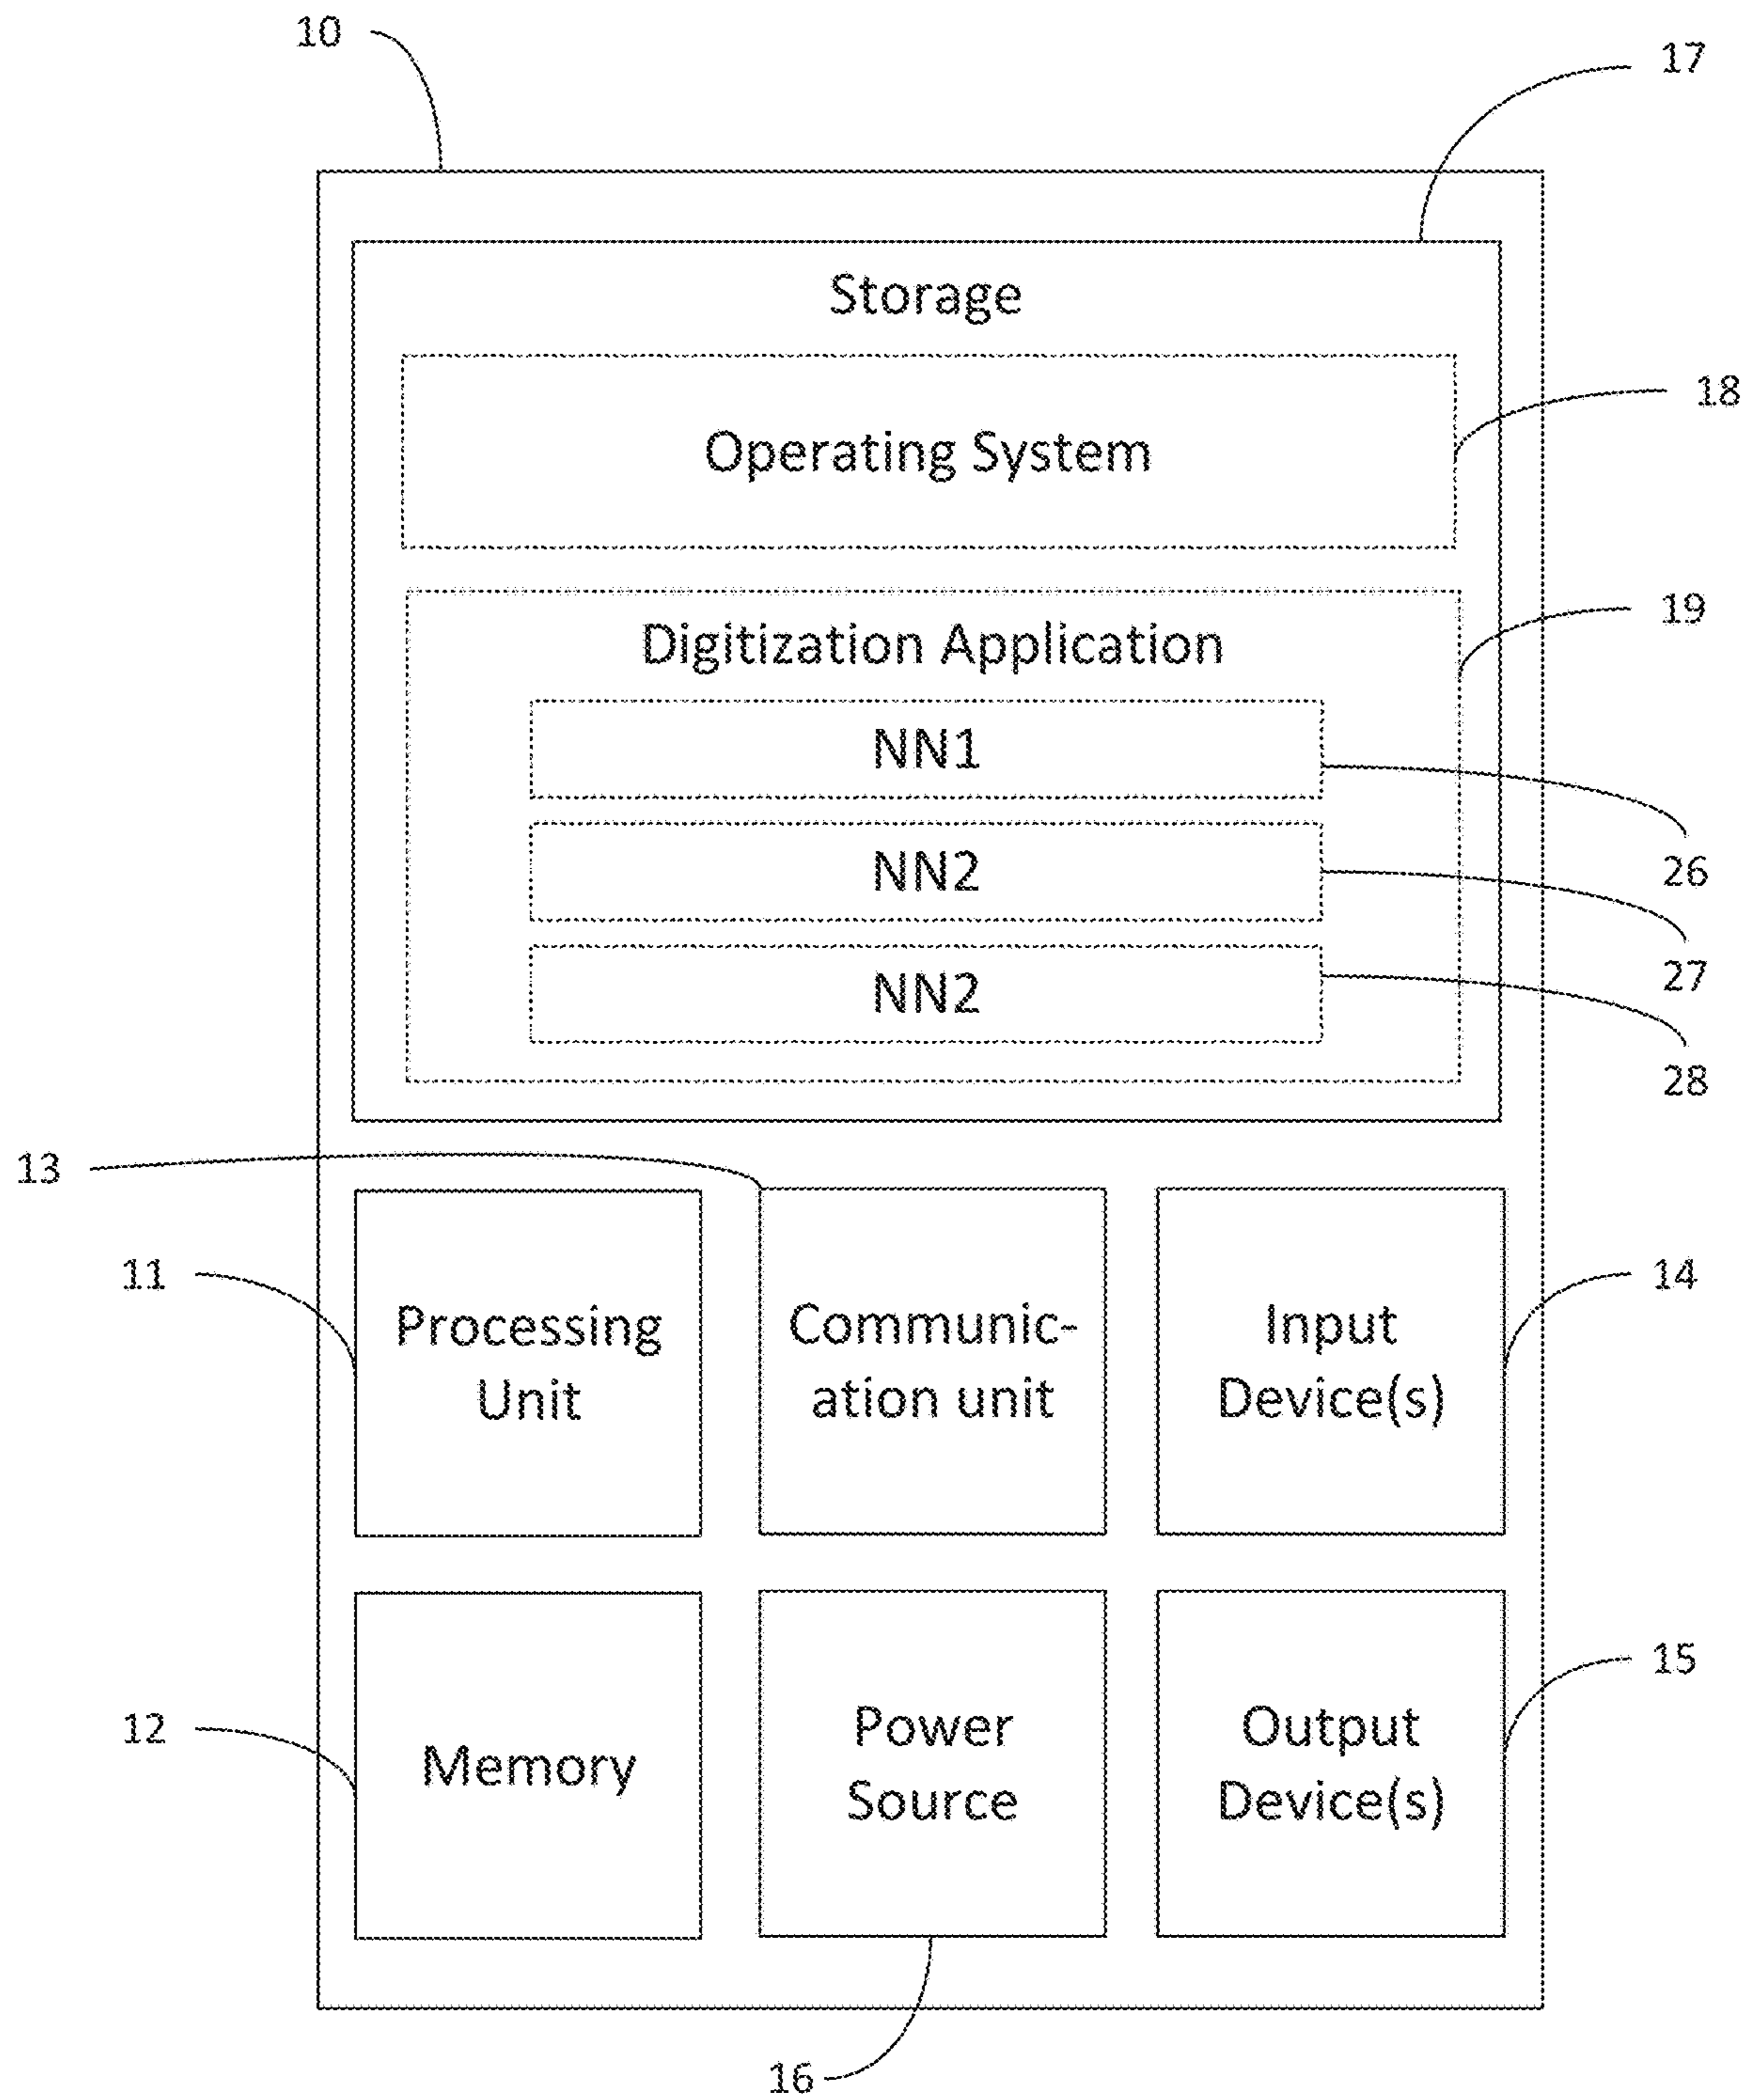 10
17
Storage
Operating System
18
Digitization Application
19
NN1
26
NN2
27
NN2
28
13
11
Processing
Unit
Communic-
ation unit
Input
Device(s)
14
12
Memory
Power
Source
Output
Device(s)
15
16